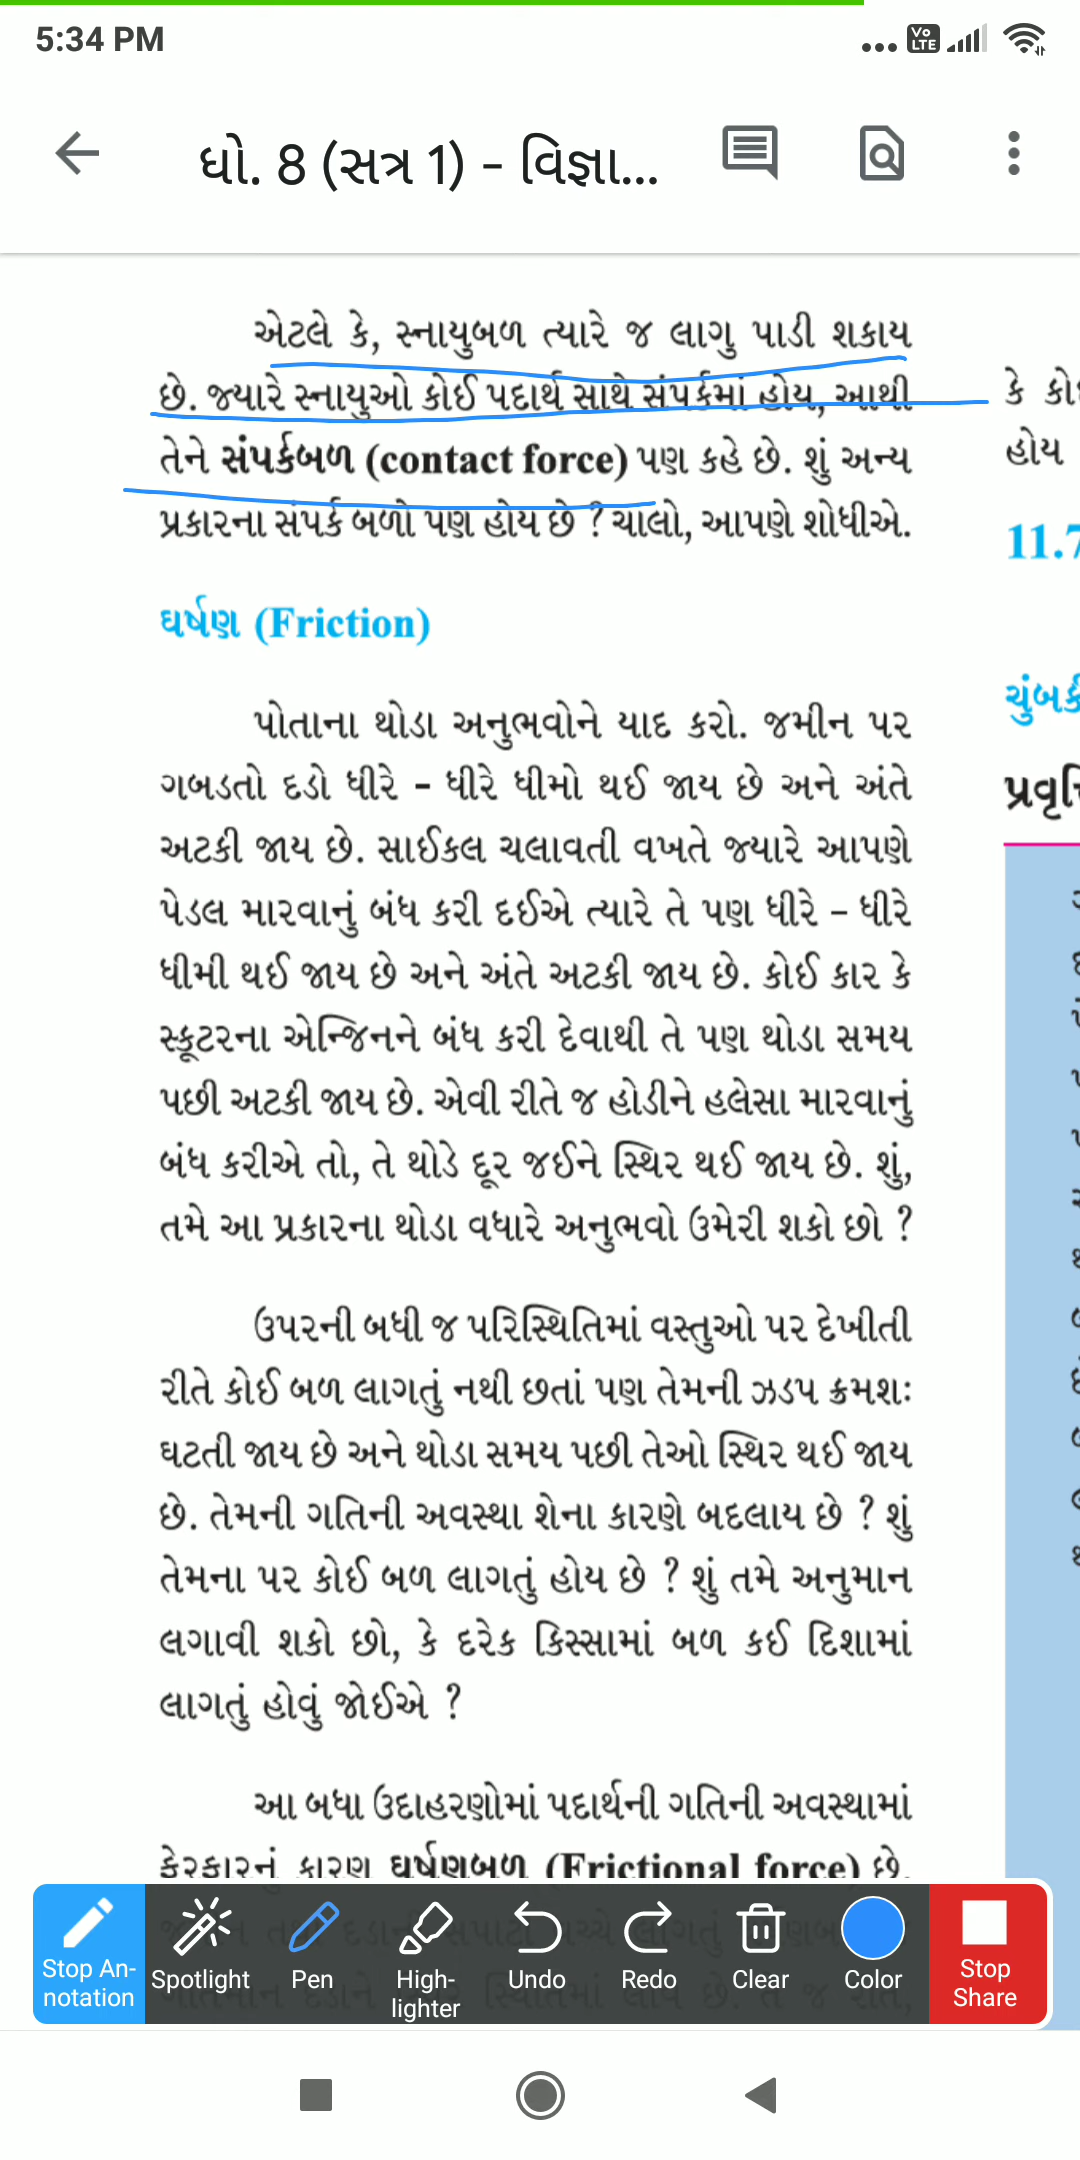 5:34 PM
Vo LTE
ધો. 8 (સત્ર 1) - વિજ્ઞા...
એટલે કે, સ્નાયુબળ ત્યારે જ લાગુ પાડી શકાય
છે. જ્યારે સ્નાયુઓ કોઈ પદાર્થ સાથે સંપર્કમાં હોય, આથી
તેને સંપર્કબળ (contact force) પણ કહે છે. શું અન્ય
પ્રકારના સંપર્ક બળો પણ હોય છે ? ચાલો, આપણે શોધીએ.
ઘર્ષણ (Friction)
પોતાના થોડા અનુભવોને યાદ કરો. જમીન પર
ગબડતો દડો ધીરે – ધીરે ધીમો થઈ જાય છે અને અંતે
અટકી જાય છે. સાઈકલ ચલાવતી વખતે જ્યારે આપણે
પેડલ મારવાનું બંધ કરી દઈએ ત્યારે તે પણ ધીરે – ધીરે
ધીમી થઈ જાય છે અને અંતે અટકી જાય છે. કોઈ કાર કે
સ્કૂટરના એન્જિનને બંધ કરી દેવાથી તે પણ થોડા સમય
પછી અટકી જાય છે. એવી રીતે જ હોડીને હલેસા મારવાનું
બંધ કરીએ તો, તે થોડે દૂર જઈને સ્થિર થઈ જાય છે. શું,
તમે આ પ્રકારના થોડા વધારે અનુભવો ઉમેરી શકો છો ?
ઉપરની બધી જ પરિસ્થિતિમાં વસ્તુઓ પર દેખીતી
રીતે કોઈ બળ લાગતું નથી છતાં પણ તેમની ઝડપ ક્રમશઃ
ઘટતી જાય છે અને થોડા સમય પછી તેઓ સ્થિર થઈ જાય
છે. તેમની ગતિની અવસ્થા શેના કારણે બદલાય છે ? શું
તેમના પર કોઈ બળ લાગતું હોય છે ? શું તમે અનુમાન
લગાવી શકો છો, કે દરેક કિસ્સામાં બળ કઈ દિશામાં
લાગતું હોવું જોઈએ ?
આ બધા ઉદાહરણોમાં પદાર્થની ગતિની અવસ્થામાં
ફેરફારનું કારણ ઘર્ષણબળ (Frictional force) છે.
કે
હોય
11.7
Stop Annotation
Spotlight
Pen
High-lighter
Undo
Redo
Clear
Color
Stop Share